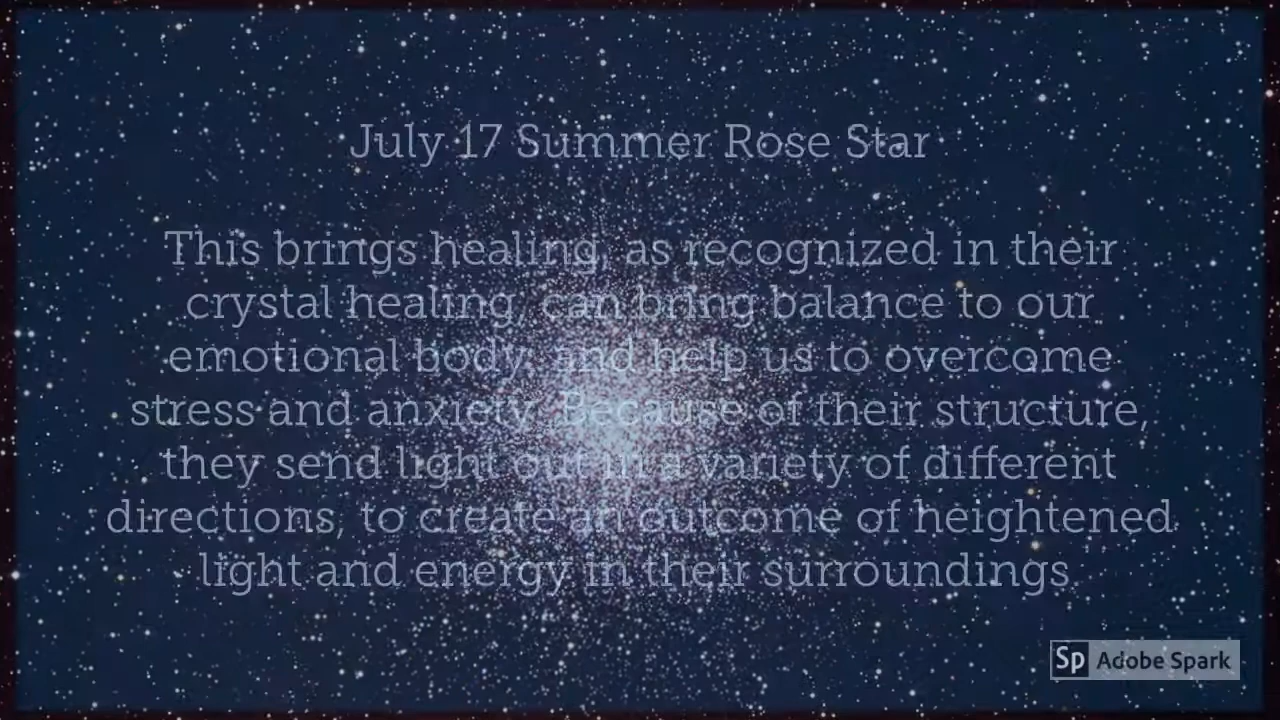 July 17 Summer Rose Star
This brings healing, as recognized in their
crystal healing, can bring balance to our
emotional body, and help us to overcome
stress and anxiety. Because of their structure,
they send light out in a variety of different
directions, to create an outcome of heightened
light and energy in their surroundings.
Sp Adobe Spark